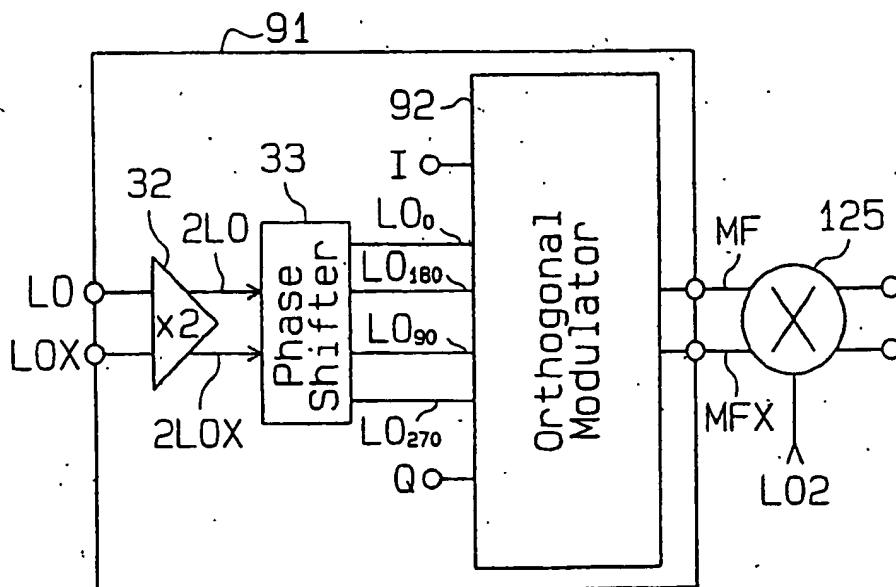 91
92
I
33
32
2LO
LO0
LO180
LO90
LO270
LO
LOX
x2
Phase
Shifter
2LOX
Q
Orthogonal
Modulator
MF
125
MFX
LO2